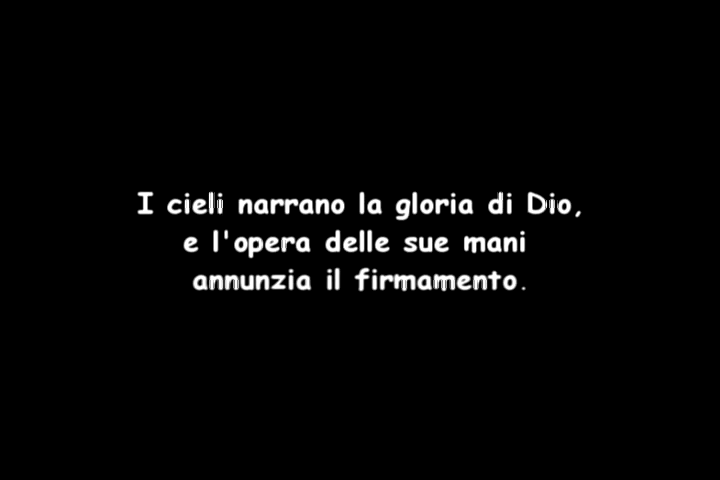 I cieli narrano la gloria di Dio,
e l'opera delle sue mani
annunzia il firmamento.